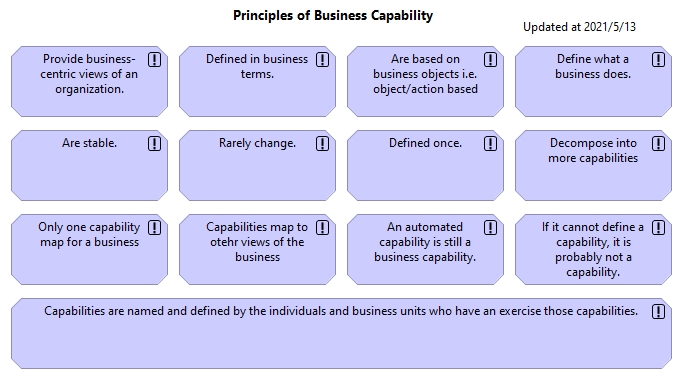 Principles of Business Capability
Updated at 2021/5/13
Provide business-
centric views of an
organization.
Defined in business
terms.
Are based on
business objects i.e.
object/action based
Define what a
business does.
Are stable.
Rarely change.
Defined once.
Decompose into
more capabilities
Only one capability
map for a business
Capabilities map to
otehr views of the
business
An automated
capability is still a
business capability.
If it cannot define a
capability, it is
probably not a
capability.
Capabilities are named and defined by the individuals and business units who have an exercise those capabilities.